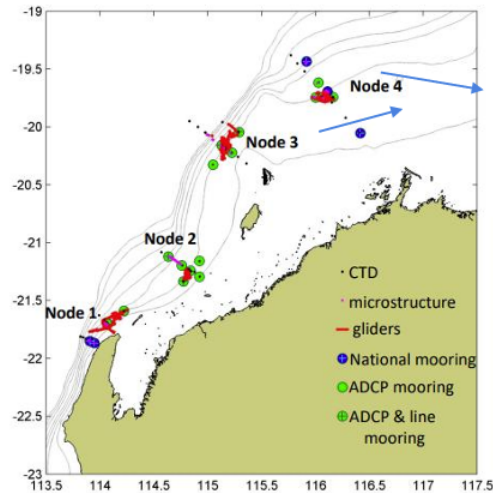 -19
-19.5
-20
-20.5
-21
-21.5
-22
-22.5
-23
113.5 114 114.5 115 115.5 116 116.5 117 117.5
Node 4
Node 3
Node 2
Node 1
CTD
microstructure
gliders
National mooring
ADCP mooring
ADCP & line
mooring